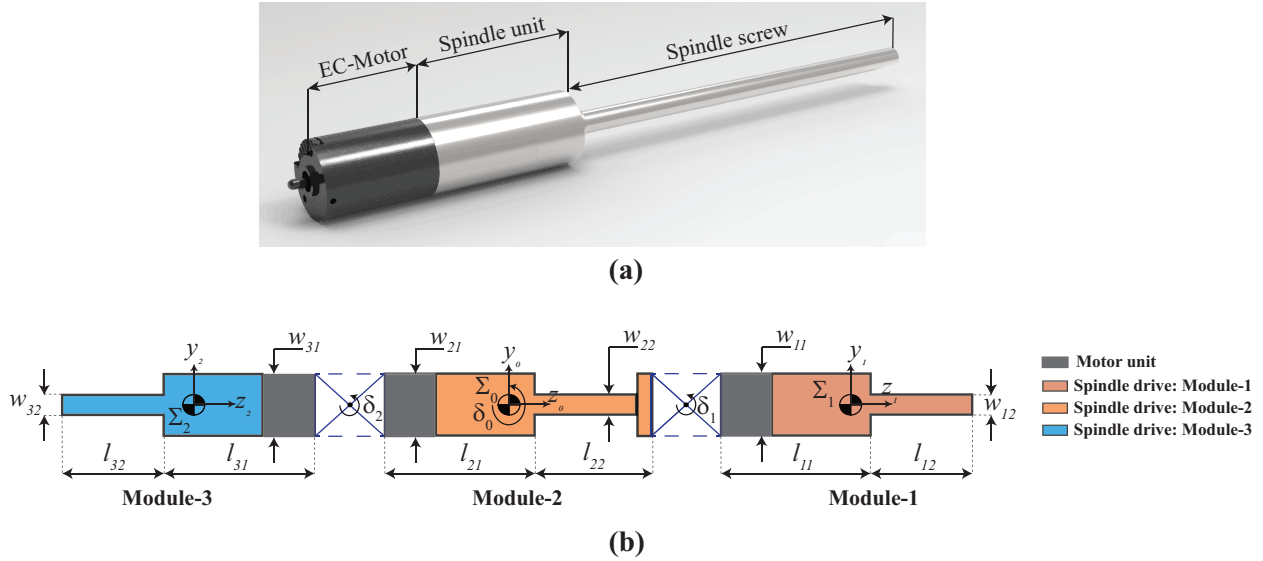 EC-Motor
Spindle unit
Spindle screw
(a)
w₃₁
w₂₁
w₂₂
w₁₁
y₂
y₀
y₁
w₃₂
Σ₂
z₂
δ₂
Σ₀
δ₀
z₀
δ₁
Σ₁
z₁
w₁₂
l₃₂
l₃₁
l₂₁
l₂₂
l₁₁
l₁₂
Module-3
Module-2
Module-1
Motor unit
Spindle drive: Module-1
Spindle drive: Module-2
Spindle drive: Module-3
(b)